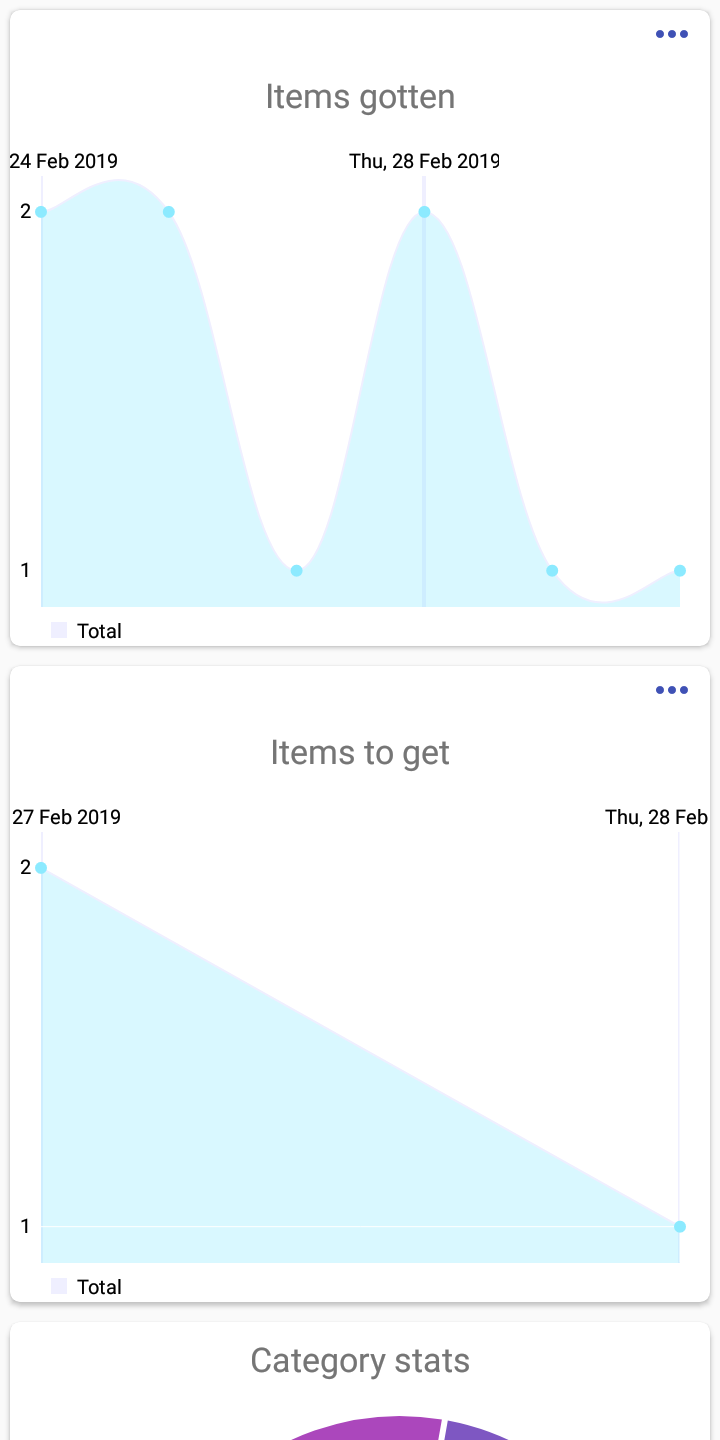 Items gotten
24 Feb 2019 Thu, 28 Feb 2019
2
1
Total
Items to get
27 Feb 2019 Thu, 28 Feb
2
1
Total
Category stats